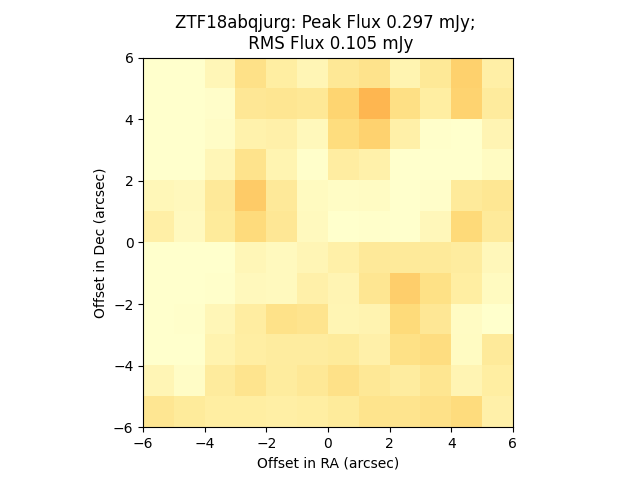 ZTF18abqjurg: Peak Flux 0.297 mJy;
RMS Flux 0.105 mJy
6
4
2
0
−2
−4
−6
Offset in Dec (arcsec)
−6 −4 −2 0 2 4 6
Offset in RA (arcsec)